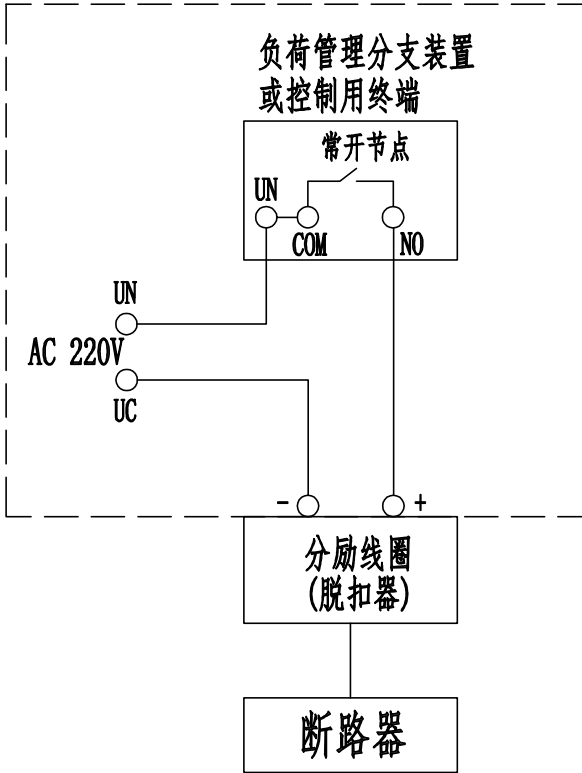 负荷管理分支装置
或控制用终端
常开节点
UN
COM
NO
UN
AC 220V
UC
- +
分励线圈
(脱扣器)
断路器